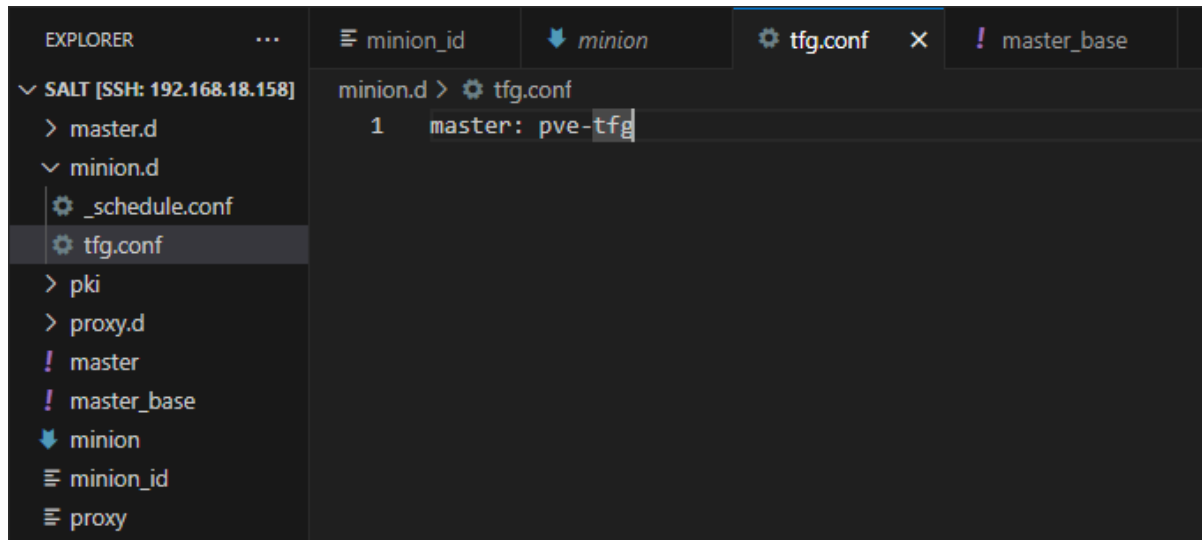 EXPLORER ...
minion_id
minion
tfg.conf
! master_base
SALT [SSH: 192.168.18.158]
master.d
minion.d
_schedule.conf
tfg.conf
pki
proxy.d
! master
! master_base
minion
minion_id
proxy
minion.d > tfg.conf
1 master: pve-tfg